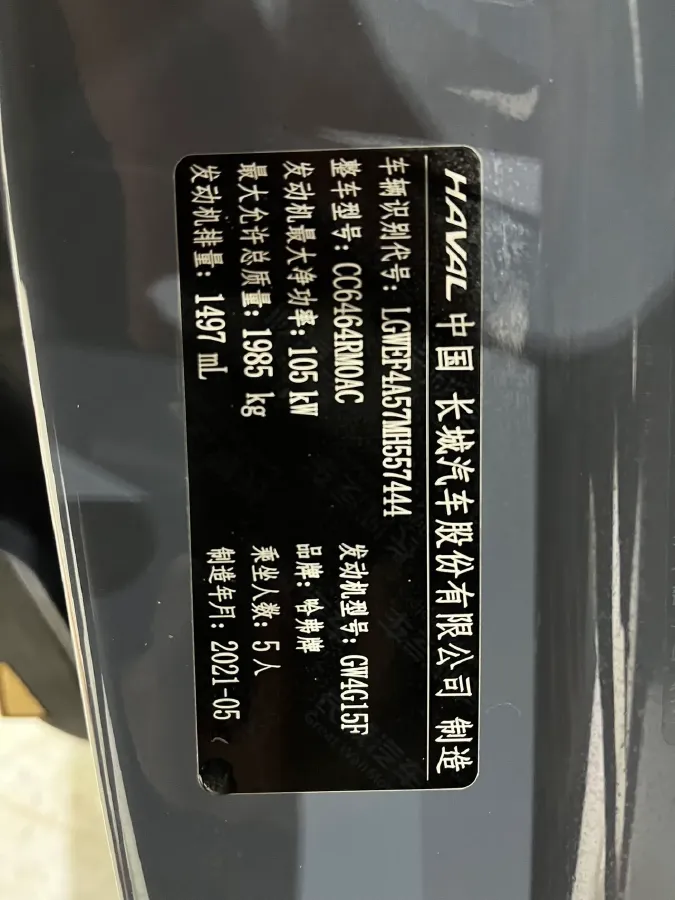 HAVAL 中国 长城汽车股份有限公司 制造
车辆识别代号：LGWEF4A57MH557444
整车型号：CC6464RM0AC 发动机型号：GW4G15F
发动机最大净功率：105 kW 品牌：哈弗牌
最大允许总质量：1985 kg 乘坐人数：5 人
发动机排量：1497 mL 制造年月：2021-05